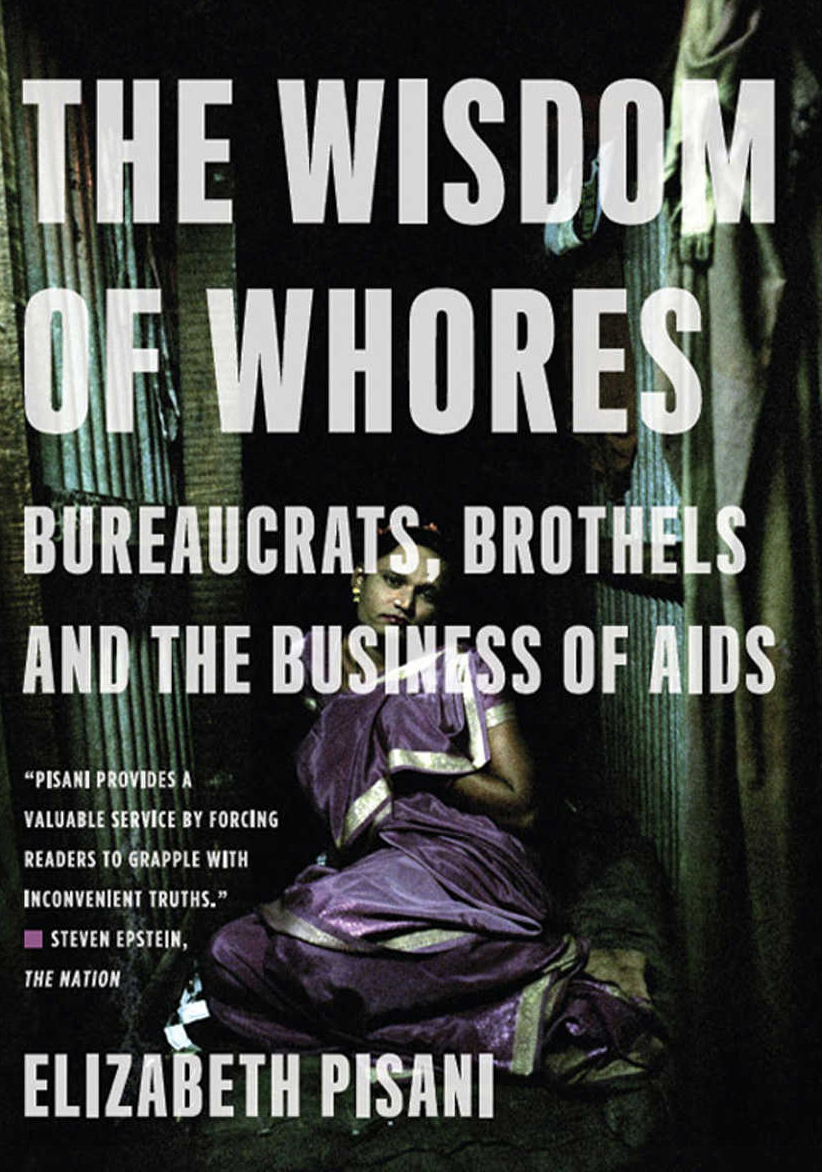 THE WISDOM
OF WHORES
BUREAUCRATS, BROTHELS
AND THE BUSINESS OF AIDS
“PISANI PROVIDES A
VALUABLE SERVICE BY FORCING
READERS TO GRAPPLE WITH
INCONVENIENT TRUTHS.”
STEVEN EPSTEIN,
THE NATION
ELIZABETH PISANI